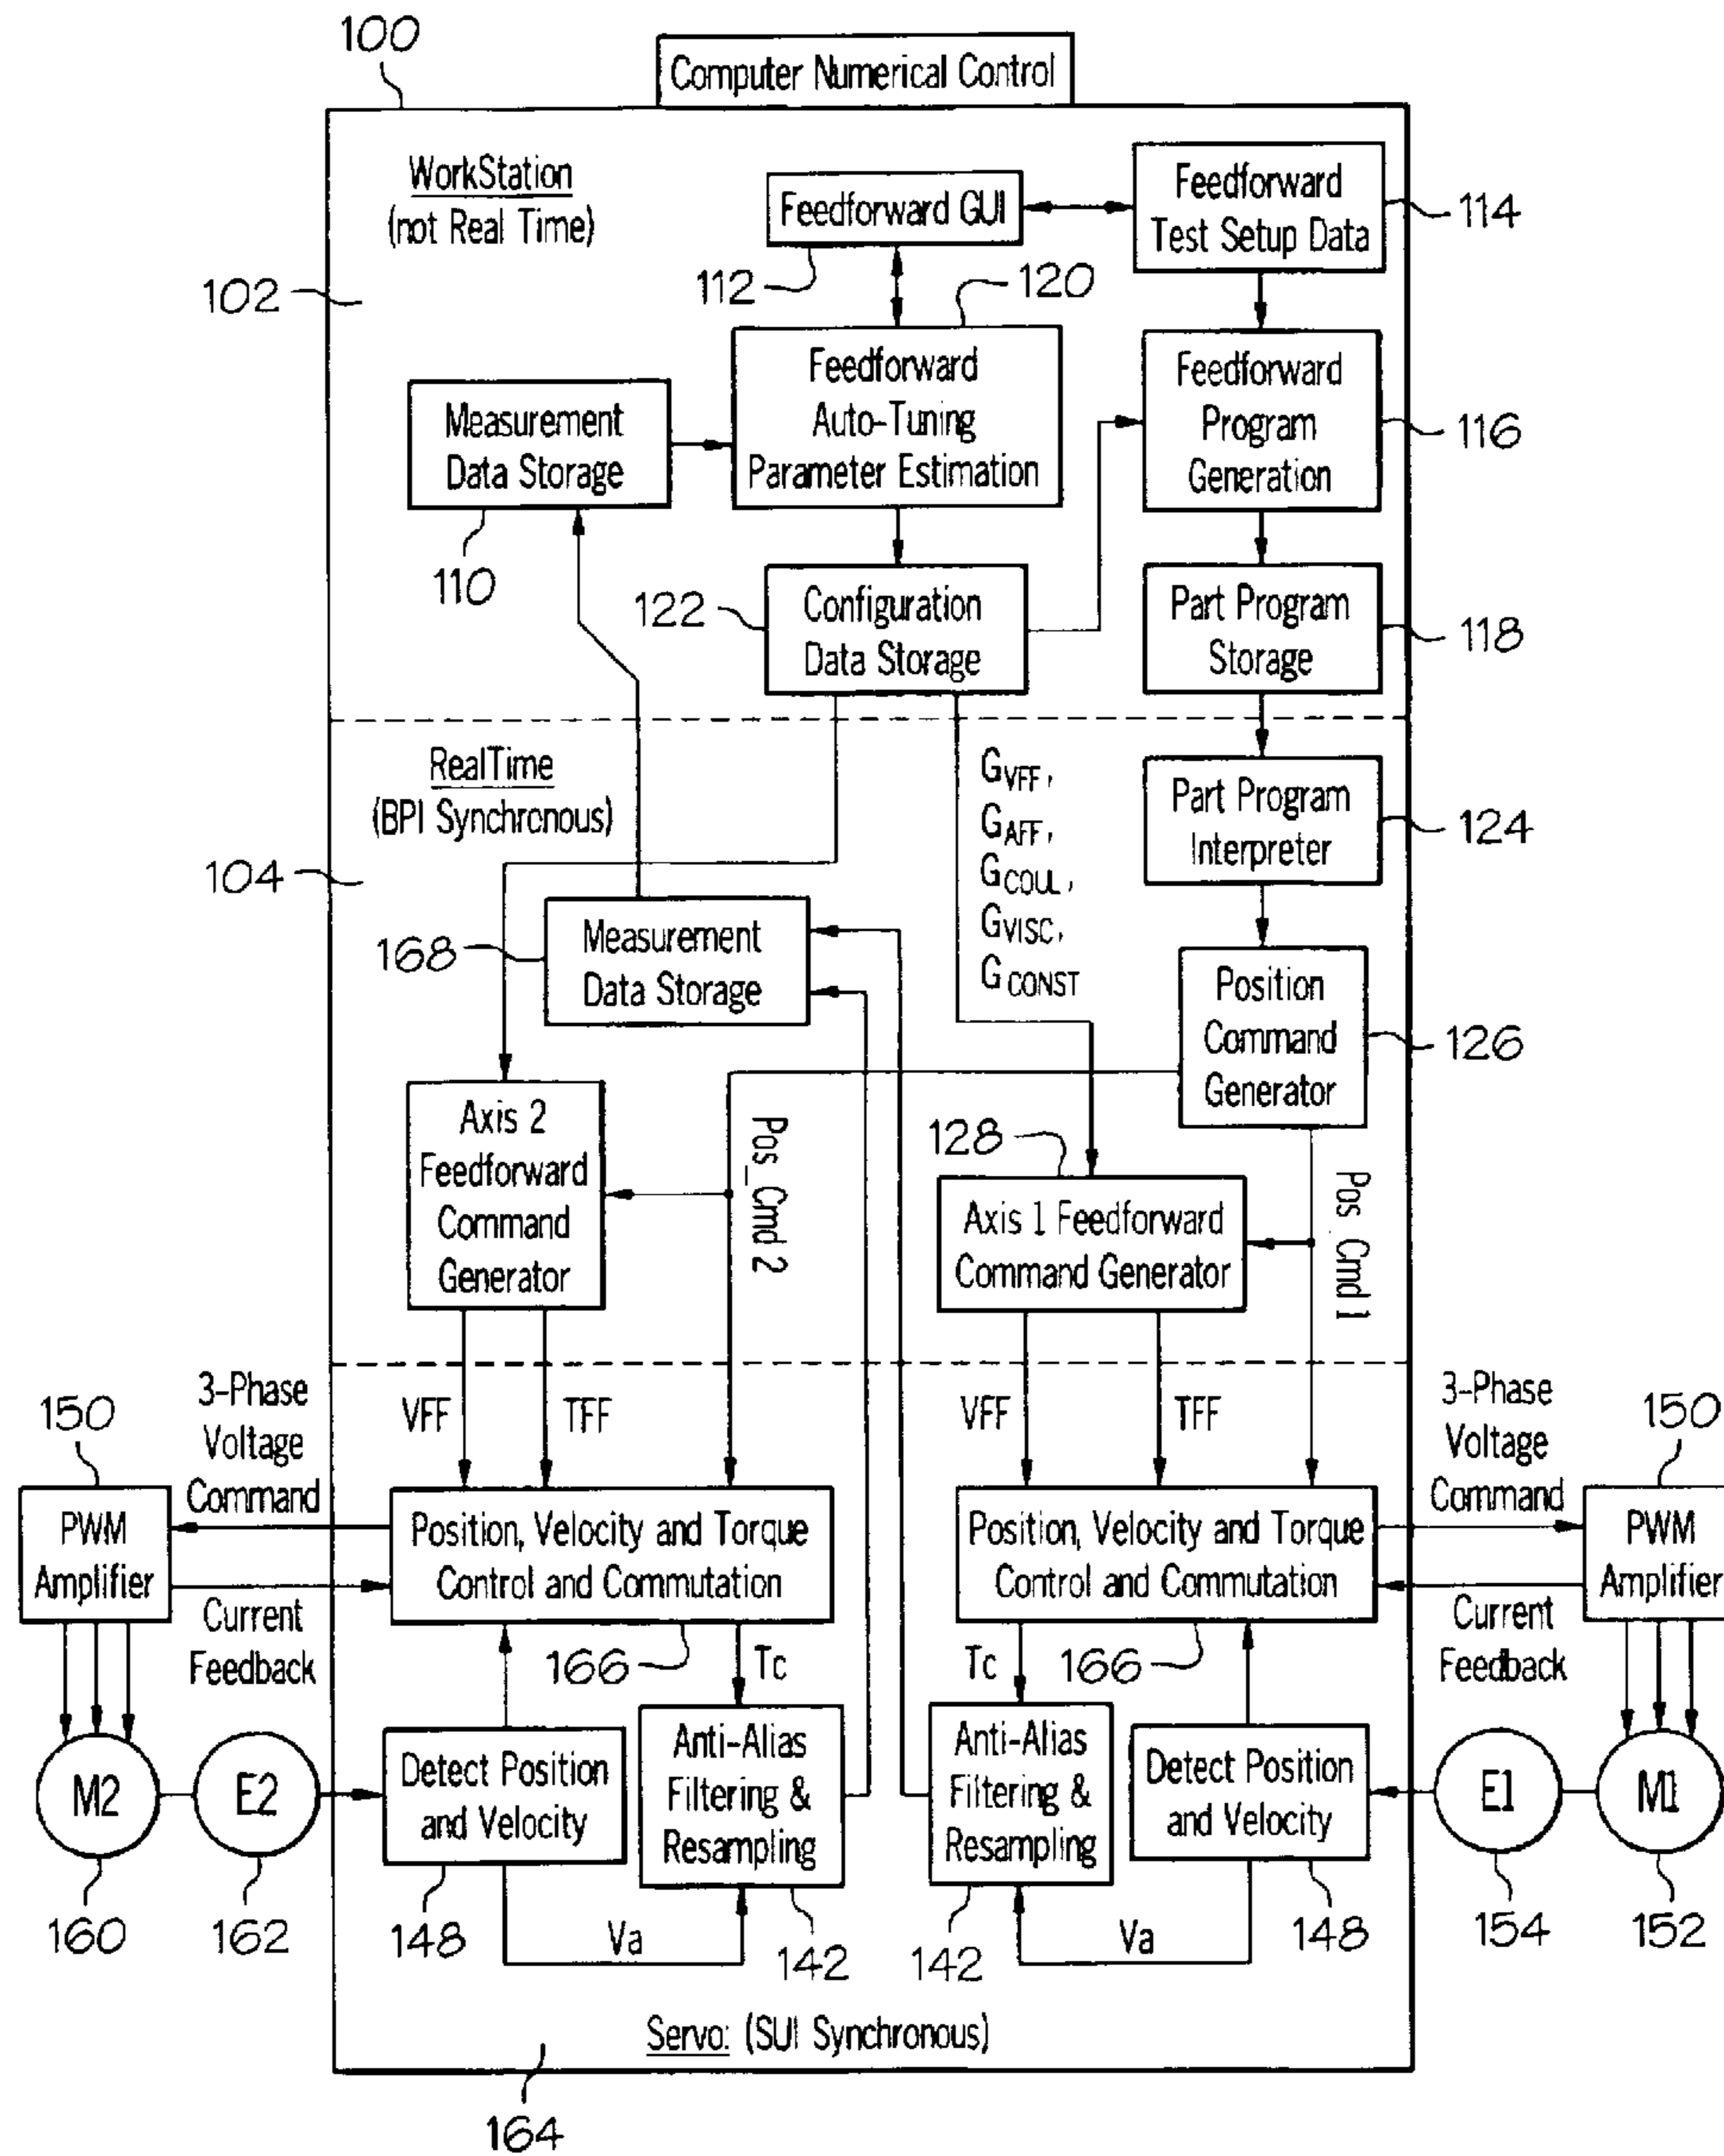 100
Computer Numerical Control
WorkStation
(not Real Time)
Feedforward GUI
Feedforward
Test Setup Data
114
102
112
120
Feedforward
Auto-Tuning
Parameter Estimation
Feedforward
Program
Generation
116
Measurement
Data Storage
110
122
Configuration
Data Storage
Part Program
Storage
118
RealTime
(BPI Synchronous)
104
GVFF,
GAFF,
GCOUL,
GVISC,
GCONST
Part Program
Interpreter
124
168
Measurement
Data Storage
Position
Command
Generator
126
Axis 2
Feedforward
Command
Generator
Pos_Cmd 2
128
Axis 1 Feedforward
Command Generator
Pos_Cmd 1
150
3-Phase
Voltage
Command
VFF
TFF
VFF
TFF
3-Phase
Voltage
Command
150
PWM
Amplifier
Position, Velocity and Torque
Control and Commutation
Position, Velocity and Torque
Control and Commutation
PWM
Amplifier
Current
Feedback
166
Tc
Tc
166
Current
Feedback
M2
E2
Detect Position
and Velocity
Anti-Alias
Filtering &
Resampling
Anti-Alias
Filtering &
Resampling
Detect Position
and Velocity
E1
M1
160
162
148
Va
142
142
Va
148
154
152
Servo: (SUI Synchronous)
164